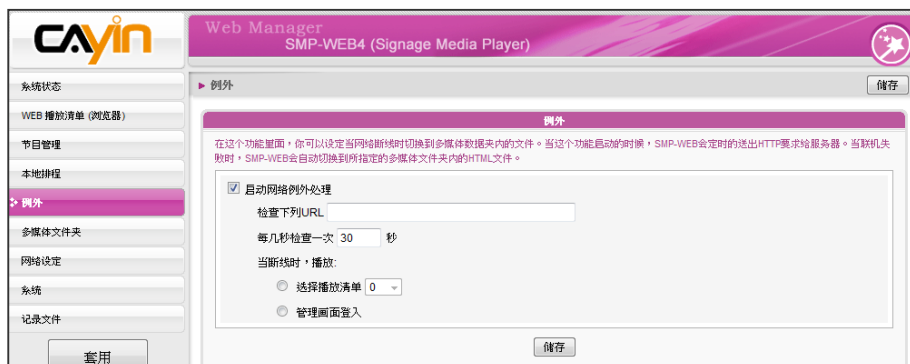 CAYIN
Web Manager
SMP-WEB4 (Signage Media Player)
系统状态
WEB 播放清单 (浏览器)
节目管理
本地排程
例外
多媒体文件夹
网络设定
系统
记录文件
套用
例外
储存
例外
在这个功能里面，你可以设定当网络断线时切换到多媒体数据夹内的文件。当这个功能启动的时候，SMP-WEB会定时的送出HTTP要求给服务器。当联机失
败时，SMP-WEB会自动切换到所指定的多媒体文件夹内的HTML文件。
启动网络例外处理
检查下列URL
每几秒检查一次 30 秒
当断线时，播放:
选择播放清单 0
管理画面登入
储存